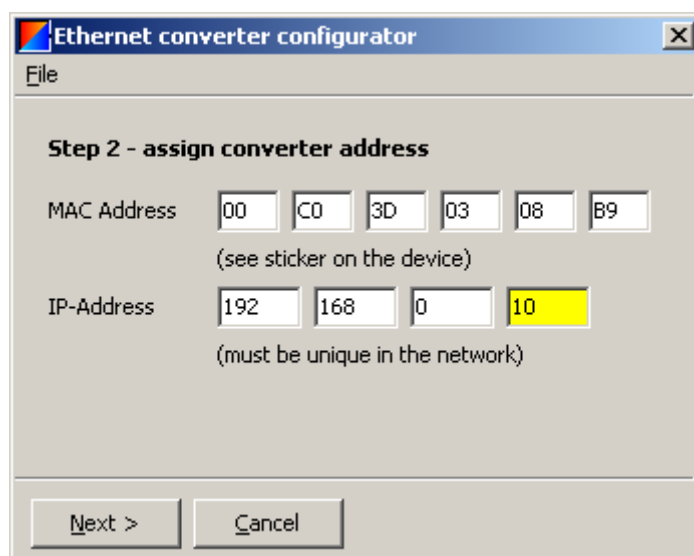 Ethernet converter configurator
File
Step 2 - assign converter address
MAC Address 00 C0 3D 03 08 B9
(see sticker on the device)
IP-Address 192 168 0 10
(must be unique in the network)
Next > Cancel